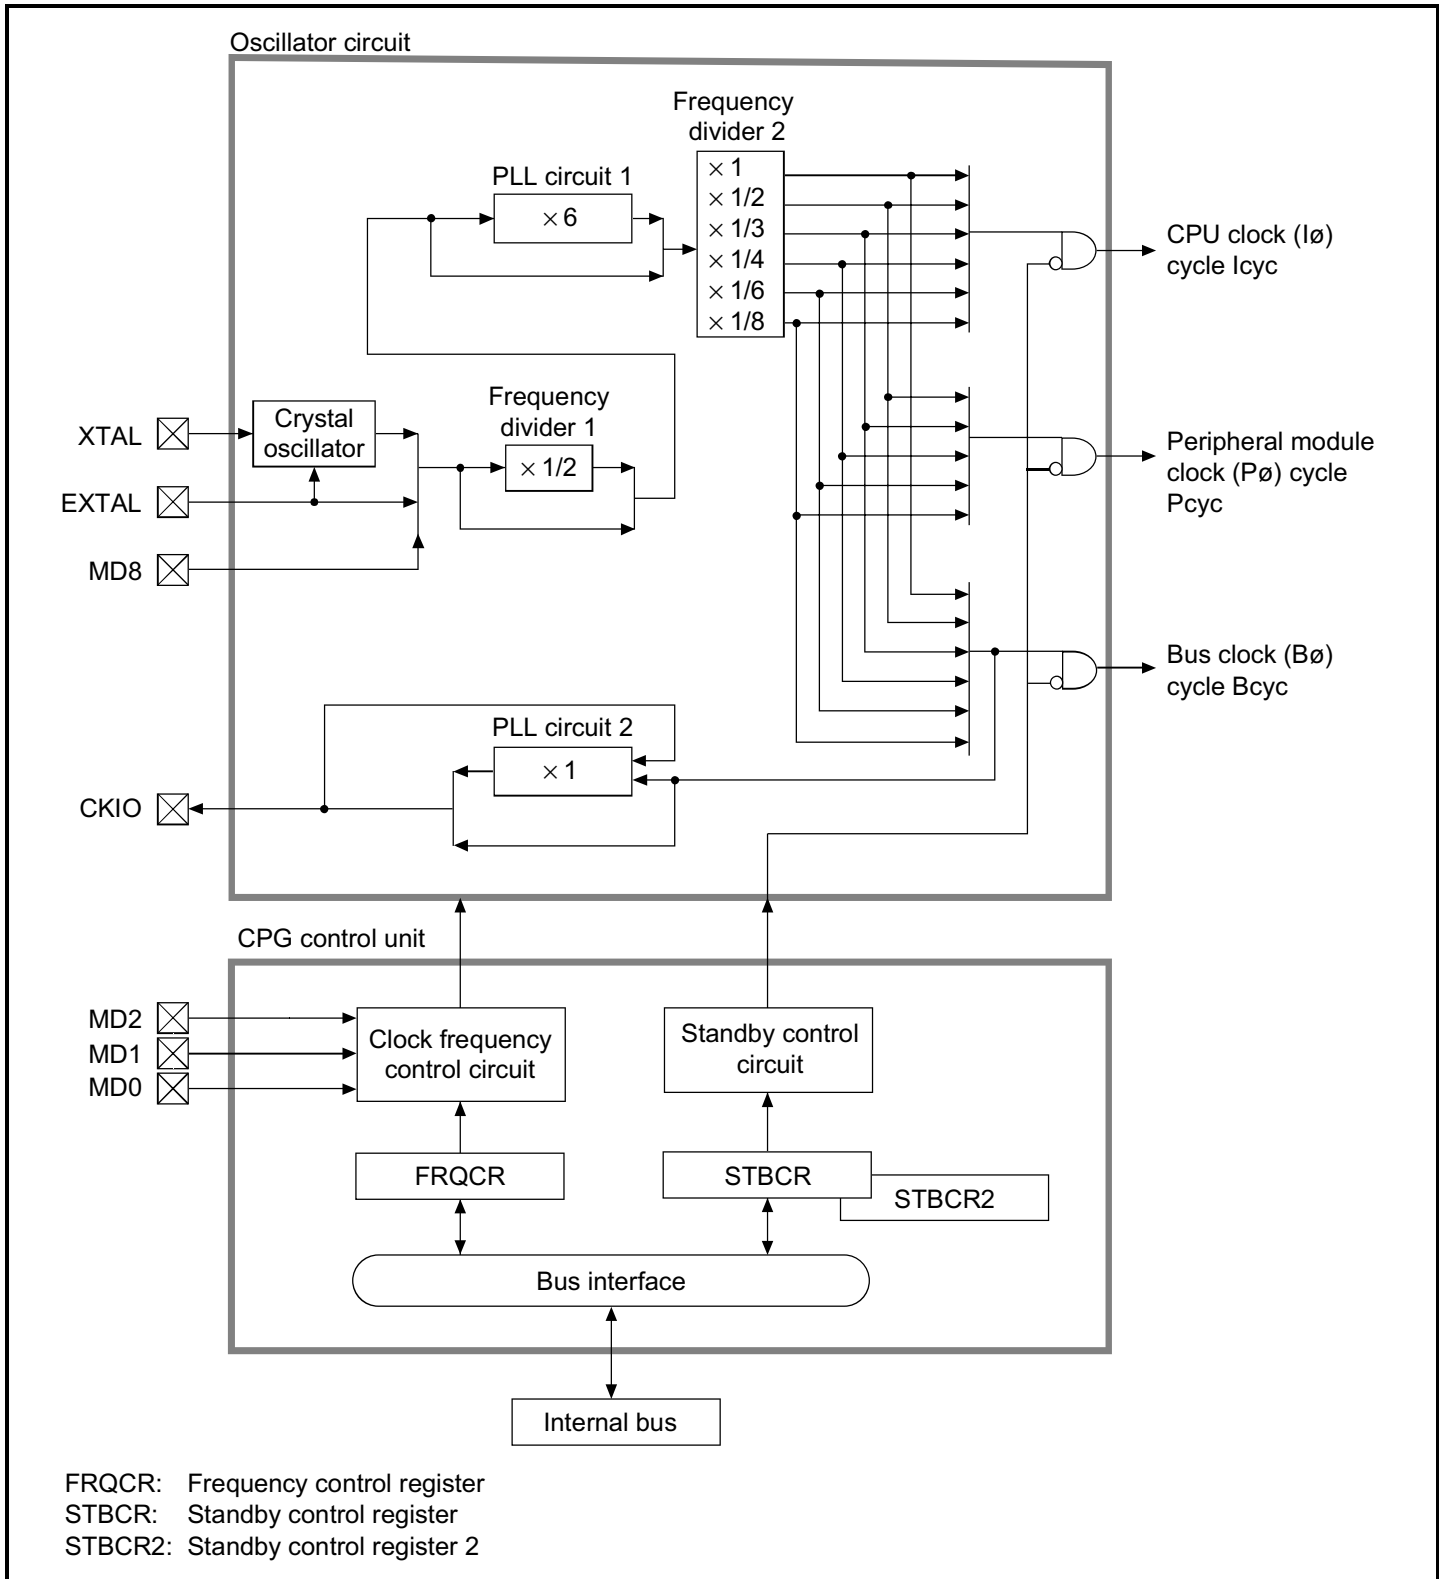 Oscillator circuit
Frequency
divider 2
PLL circuit 1
× 6
× 1
× 1/2
× 1/3
× 1/4
× 1/6
× 1/8
CPU clock (Iø)
cycle Icyc
Frequency
divider 1
× 1/2
Crystal
oscillator
XTAL
EXTAL
MD8
Peripheral module
clock (Pø) cycle
Pcyc
Bus clock (Bø)
cycle Bcyc
PLL circuit 2
× 1
CKIO
CPG control unit
MD2
MD1
MD0
Clock frequency
control circuit
Standby control
circuit
FRQCR
STBCR
STBCR2
Bus interface
Internal bus
FRQCR: Frequency control register
STBCR: Standby control register
STBCR2: Standby control register 2